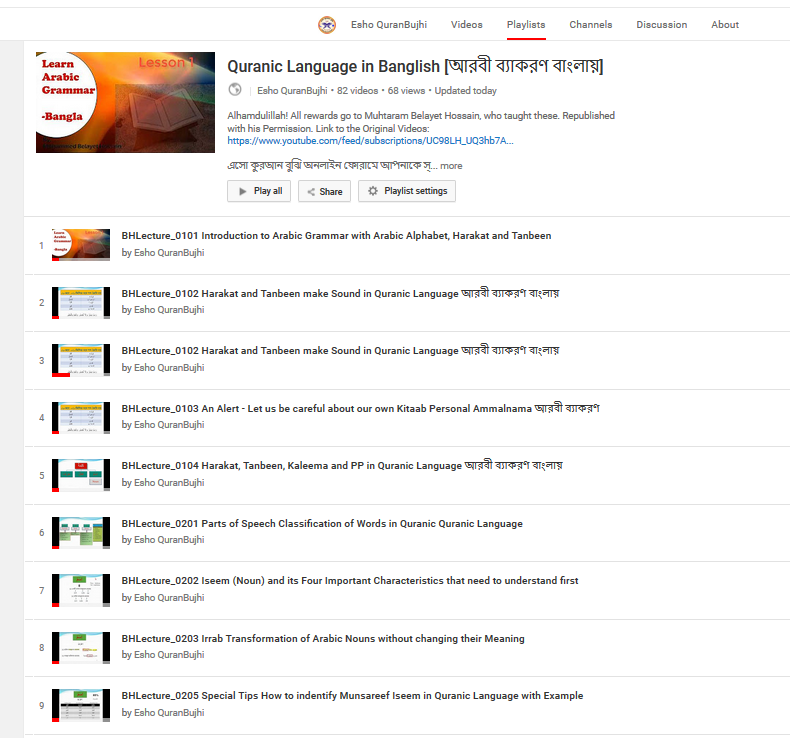 Esho QuranBujhi Videos Playlists Channels Discussion About
Learn
Arabic
Grammar
-Bangla
Lesson 1
Quranic Language in Banglish [আরবী ব্যাকরণ বাংলায়]
Esho QuranBujhi • 82 videos • 68 views • Updated today
Alhamdulillah! All rewards go to Muhtaram Belayet Hossain, who taught these. Republished
with his Permission. Link to the Original Videos:
https://www.youtube.com/feed/subscriptions/UC98LH_UQ3hb7A...
এসো কুরআন বুঝি অনলাইন ফোরামে আপনাকে স্... more
Play all Share Playlist settings
1 BHLecture_0101 Introduction to Arabic Grammar with Arabic Alphabet, Harakat and Tanbeen
by Esho QuranBujhi
2 BHLecture_0102 Harakat and Tanbeen make Sound in Quranic Language আরবী ব্যাকরণ বাংলায়
by Esho QuranBujhi
3 BHLecture_0102 Harakat and Tanbeen make Sound in Quranic Language আরবী ব্যাকরণ বাংলায়
by Esho QuranBujhi
4 BHLecture_0103 An Alert - Let us be careful about our own Kitaab Personal Ammalnama আরবী ব্যাকরণ
by Esho QuranBujhi
5 BHLecture_0104 Harakat, Tanbeen, Kaleema and PP in Quranic Language আরবী ব্যাকরণ বাংলায়
by Esho QuranBujhi
6 BHLecture_0201 Parts of Speech Classification of Words in Quranic Quranic Language
by Esho QuranBujhi
7 BHLecture_0202 Iseem (Noun) and its Four Important Characteristics that need to understand first
by Esho QuranBujhi
8 BHLecture_0203 Irrab Transformation of Arabic Nouns without changing their Meaning
by Esho QuranBujhi
9 BHLecture_0205 Special Tips How to indentify Munsareef Iseem in Quranic Language with Example
by Esho QuranBujhi